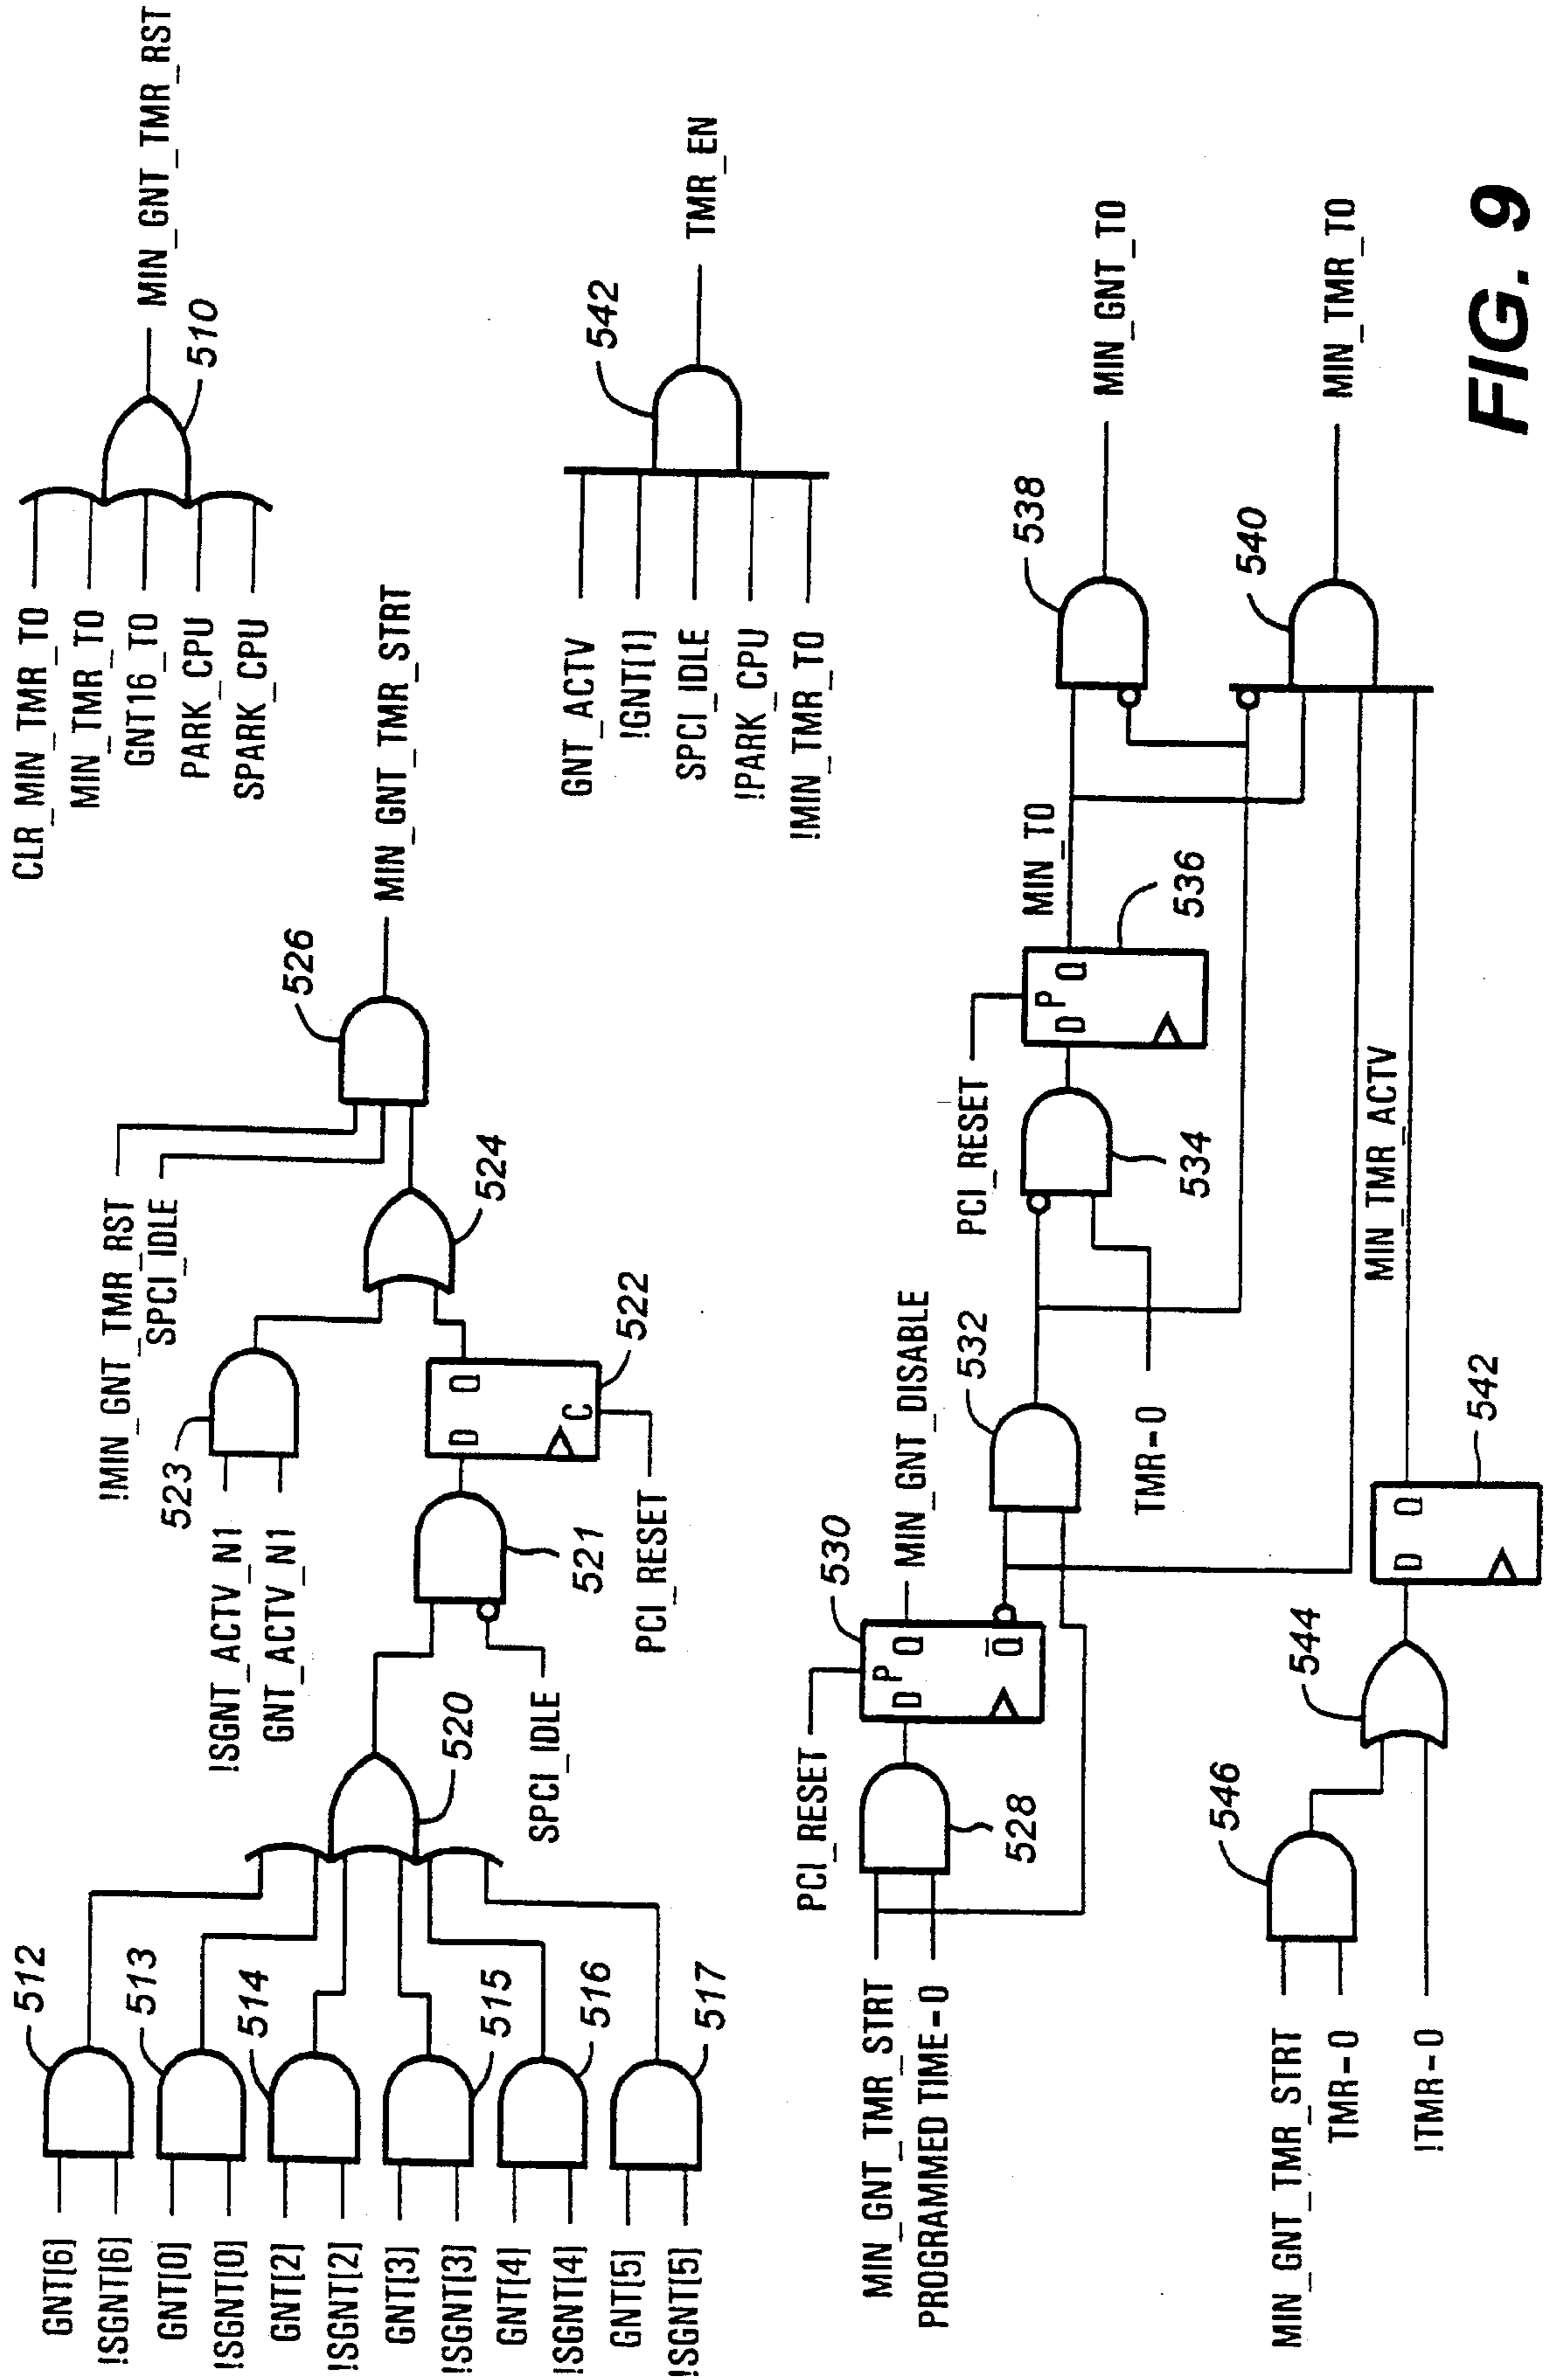 GNT[6]
!SGNT[6]
512
GNT[0]
!SGNT[0]
513
GNT[2]
!SGNT[2]
514
GNT[3]
!SGNT[3]
515
GNT[4]
!SGNT[4]
516
GNT[5]
!SGNT[5]
517
520
SPCI_IDLE
521
!SGNT_ACTV_N1
GNT_ACTV_N1
523
D Q
C
522
PCI_RESET
!MIN_GNT_TMR_RST
SPCI_IDLE
524
526
MIN_GNT_TMR_STRT
CLR_MIN_TMR_TO
MIN_TMR_TO
GNT16_TO
PARK_CPU
SPARK_CPU
510
MIN_GNT_TMR_RST
GNT_ACTV
!GNT[1]
SPCI_IDLE
!PARK_CPU
!MIN_TMR_TO
542
TMR_EN
MIN_GNT_TMR_STRT
PROGRAMMED TIME=0
528
PCI_RESET
D P Q
Q
530
MIN_GNT_DISABLE
532
TMR=0
534
PCI_RESET
D P Q
536
MIN_TO
538
MIN_GNT_TO
540
MIN_TMR_TO
MIN_GNT_TMR_STRT
TMR=0
!TMR=0
546
544
D Q
542
MIN_TMR_ACTV
FIG. 9